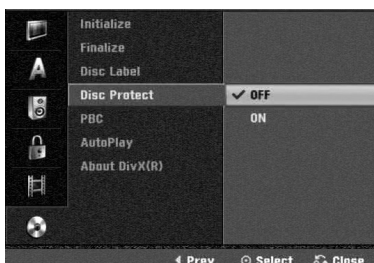 Initialize
Finalize
A
Disc Label
Disc Protect ✓ OFF
PBC ON
AutoPlay
About DivX(R)
Prev Select Close